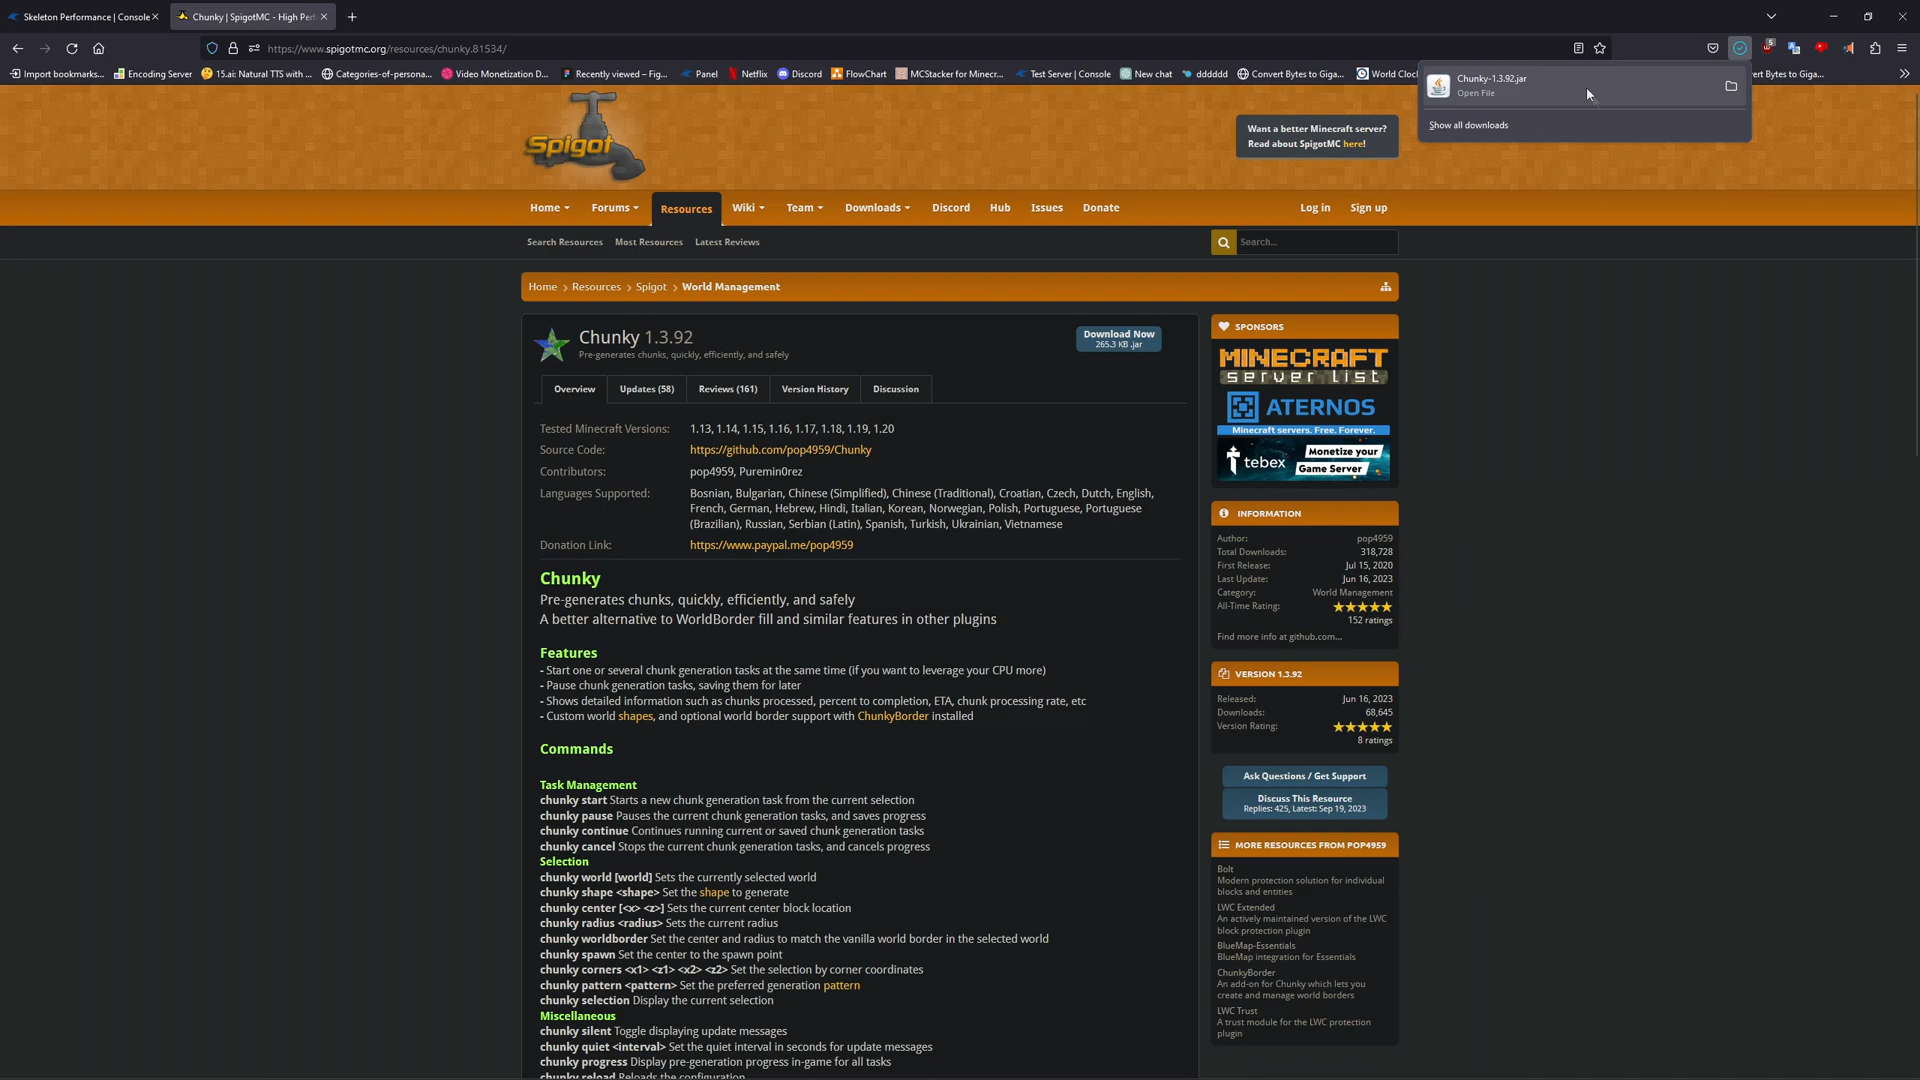 Skeleton Performance | Console
Chunky | SpigotMC - High Perf
https://www.spigotmc.org/resources/chunky.81534/
Import bookmarks...
Encoding Server
15.ai: Natural TTS with ...
Categories-of-persona...
Video Monetization D...
Recently viewed – Fig...
Panel
Netflix
Discord
FlowChart
MCStacker for Minecr...
Test Server | Console
New chat
dddddd
Convert Bytes to Giga...
World Cloc
ert Bytes to Giga...
Chunky-1.3.92.jar
Open File
Show all downloads
Spigot
Want a better Minecraft server?
Read about SpigotMC here!
Home
Forums
Resources
Wiki
Team
Downloads
Discord
Hub
Issues
Donate
Log in
Sign up
Search Resources
Most Resources
Latest Reviews
Search...
Home
Resources
Spigot
World Management
Chunky 1.3.92
Pre-generates chunks, quickly, efficiently, and safely
Download Now
265.3 KB .jar
Overview
Updates (58)
Reviews (161)
Version History
Discussion
Tested Minecraft Versions: 1.13, 1.14, 1.15, 1.16, 1.17, 1.18, 1.19, 1.20
Source Code: https://github.com/pop4959/Chunky
Contributors: pop4959, Puremin0rez
Languages Supported: Bosnian, Bulgarian, Chinese (Simplified), Chinese (Traditional), Croatian, Czech, Dutch, English,
French, German, Hebrew, Hindi, Italian, Korean, Norwegian, Polish, Portuguese, Portuguese
(Brazilian), Russian, Serbian (Latin), Spanish, Turkish, Ukrainian, Vietnamese
Donation Link: https://www.paypal.me/pop4959
Chunky
Pre-generates chunks, quickly, efficiently, and safely
A better alternative to WorldBorder fill and similar features in other plugins
Features
- Start one or several chunk generation tasks at the same time (if you want to leverage your CPU more)
- Pause chunk generation tasks, saving them for later
- Shows detailed information such as chunks processed, percent to completion, ETA, chunk processing rate, etc
- Custom world shapes, and optional world border support with ChunkyBorder installed
Commands
Task Management
chunky start Starts a new chunk generation task from the current selection
chunky pause Pauses the current chunk generation tasks, and saves progress
chunky continue Continues running current or saved chunk generation tasks
chunky cancel Stops the current chunk generation tasks, and cancels progress
Selection
chunky world [world] Sets the currently selected world
chunky shape <shape> Set the shape to generate
chunky center [<x> <z>] Sets the current center block location
chunky radius <radius> Sets the current radius
chunky worldborder Set the center and radius to match the vanilla world border in the selected world
chunky spawn Set the center to the spawn point
chunky corners <x1> <z1> <x2> <z2> Set the selection by corner coordinates
chunky pattern <pattern> Set the preferred generation pattern
chunky selection Display the current selection
Miscellaneous
chunky silent Toggle displaying update messages
chunky quiet <interval> Set the quiet interval in seconds for update messages
chunky progress Display pre-generation progress in-game for all tasks
chunky reload Reloads the configuration
SPONSORS
MINECRAFT
server list
ATERNOS
Minecraft servers. Free. Forever.
tebex
Monetize your
Game Server
INFORMATION
Author: pop4959
Total Downloads: 318,728
First Release: Jul 15, 2020
Last Update: Jun 16, 2023
Category: World Management
All-Time Rating:
152 ratings
Find more info at github.com...
VERSION 1.3.92
Released: Jun 16, 2023
Downloads: 68,645
Version Rating:
8 ratings
Ask Questions / Get Support
Discuss This Resource
Replies: 425, Latest: Sep 19, 2023
MORE RESOURCES FROM POP4959
Bolt
Modern protection solution for individual
blocks and entities
LWC Extended
An actively maintained version of the LWC
block protection plugin
BlueMap-Essentials
BlueMap integration for Essentials
ChunkyBorder
An add-on for Chunky which lets you
create and manage world borders
LWC Trust
A trust module for the LWC protection
plugin